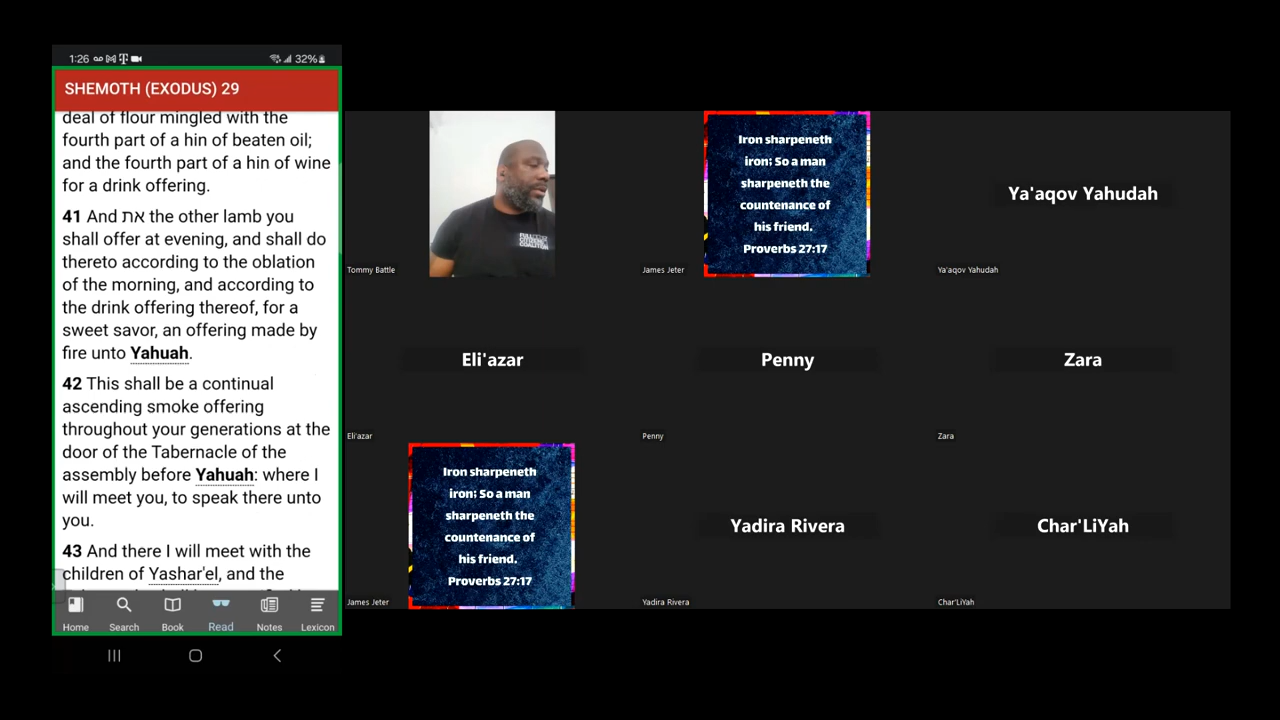 1:26
32%
SHEMOTH (EXODUS) 29
deal of flour mingled with the
fourth part of a hin of beaten oil;
and the fourth part of a hin of wine
for a drink offering.
41 And את the other lamb you
shall offer at evening, and shall do
thereto according to the oblation
of the morning, and according to
the drink offering thereof, for a
sweet savor, an offering made by
fire unto Yahuah.
42 This shall be a continual
ascending smoke offering
throughout your generations at the
door of the Tabernacle of the
assembly before Yahuah: where I
will meet you, to speak there unto
you.
43 And there I will meet with the
children of Yashar'el, and the
Home Search Book Read Notes Lexicon
Tommy Battle
Iron sharpeneth
iron: So a man
sharpeneth the
countenance of
his friend.
Proverbs 27:17
James Jeter
Ya'aqov Yahudah
Ya'aqov Yahudah
Eli'azar
Eli'azar
Penny
Penny
Zara
Zara
Iron sharpeneth
iron: So a man
sharpeneth the
countenance of
his friend.
Proverbs 27:17
James Jeter
Yadira Rivera
Yadira Rivera
Char'LiYah
Char'LiYah